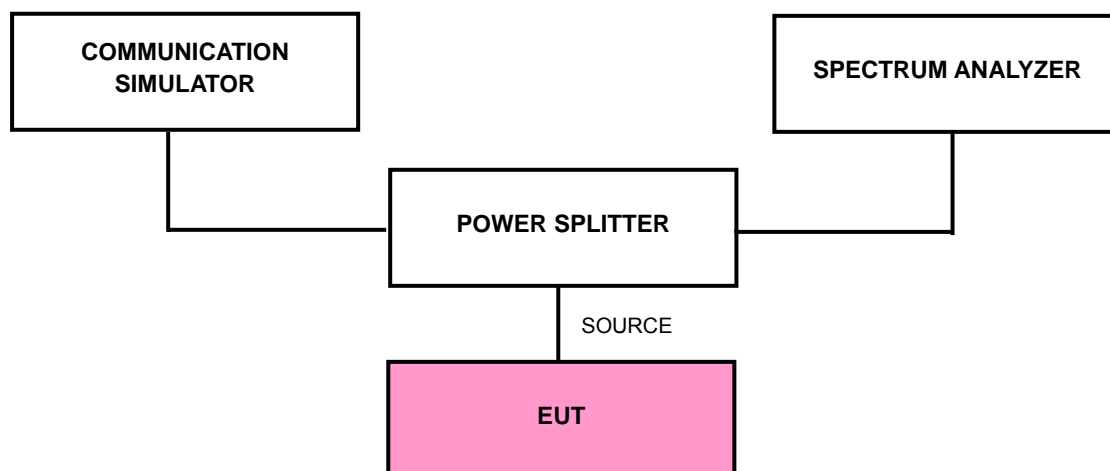 COMMUNICATION
SIMULATOR
SPECTRUM ANALYZER
POWER SPLITTER
SOURCE
EUT